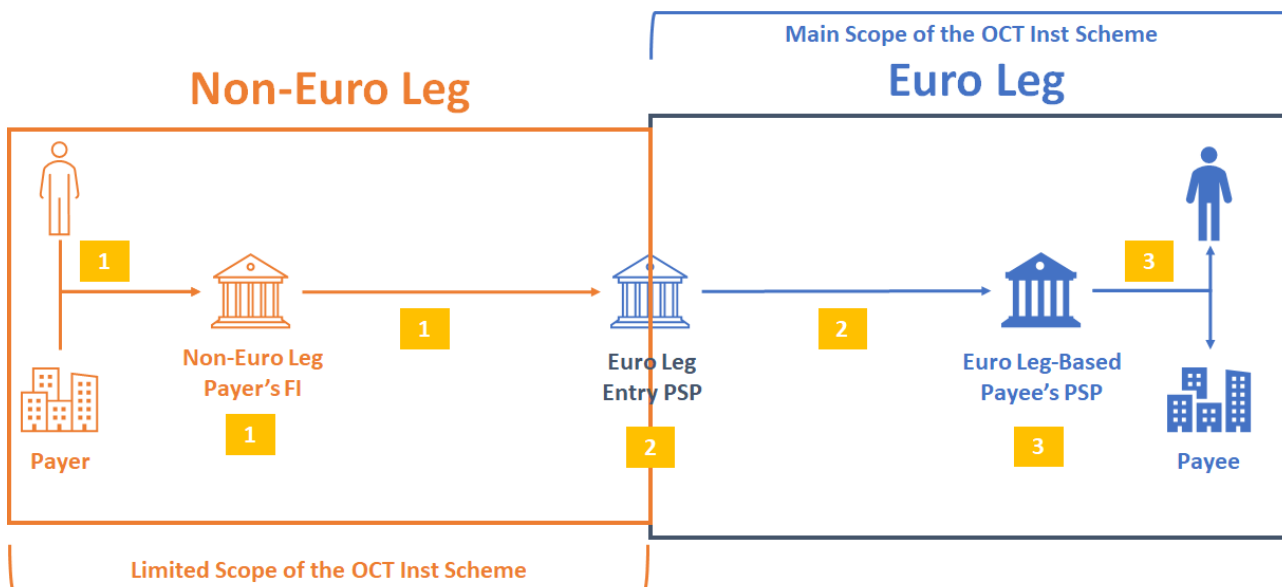 Main Scope of the OCT Inst Scheme
Non-Euro Leg
Euro Leg
1
3
1
2
Non-Euro Leg
Payer's FI
Euro Leg
Entry PSP
Euro Leg-Based
Payee's PSP
1
2
3
Payer
Payee
Limited Scope of the OCT Inst Scheme